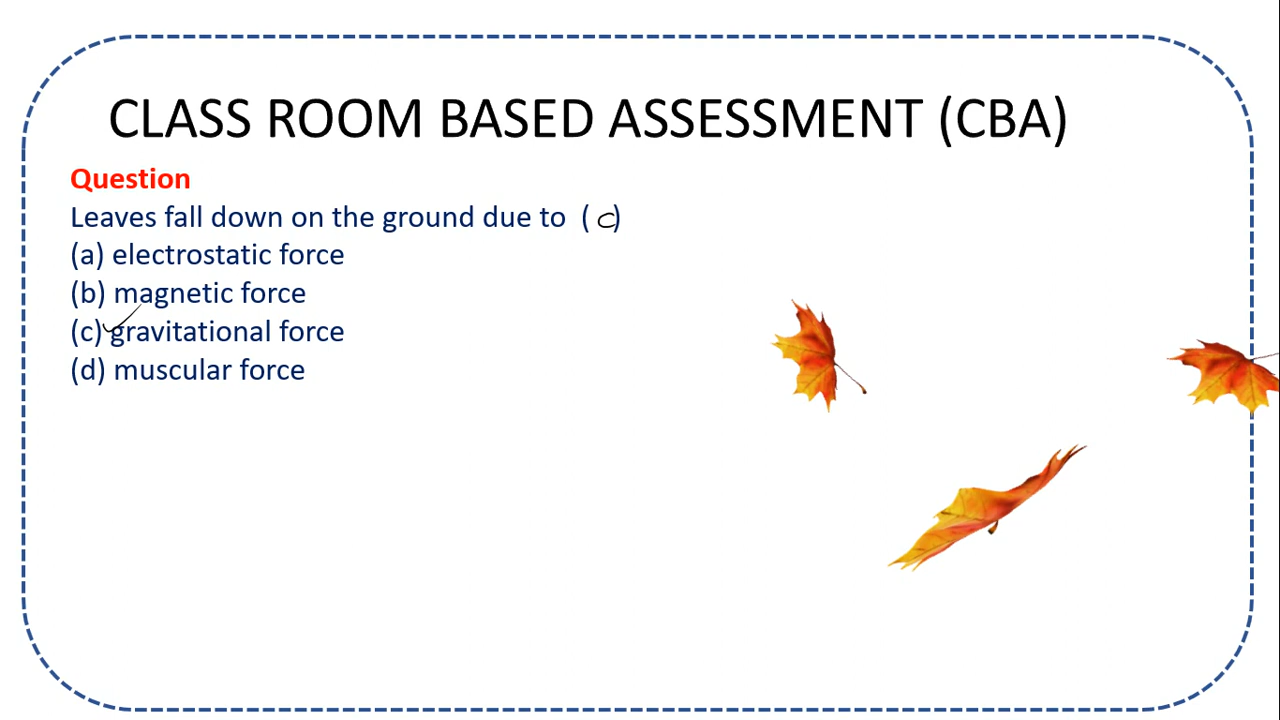 CLASS ROOM BASED ASSESSMENT (CBA)
Question
Leaves fall down on the ground due to ( c)
(a) electrostatic force
(b) magnetic force
(c) gravitational force
(d) muscular force